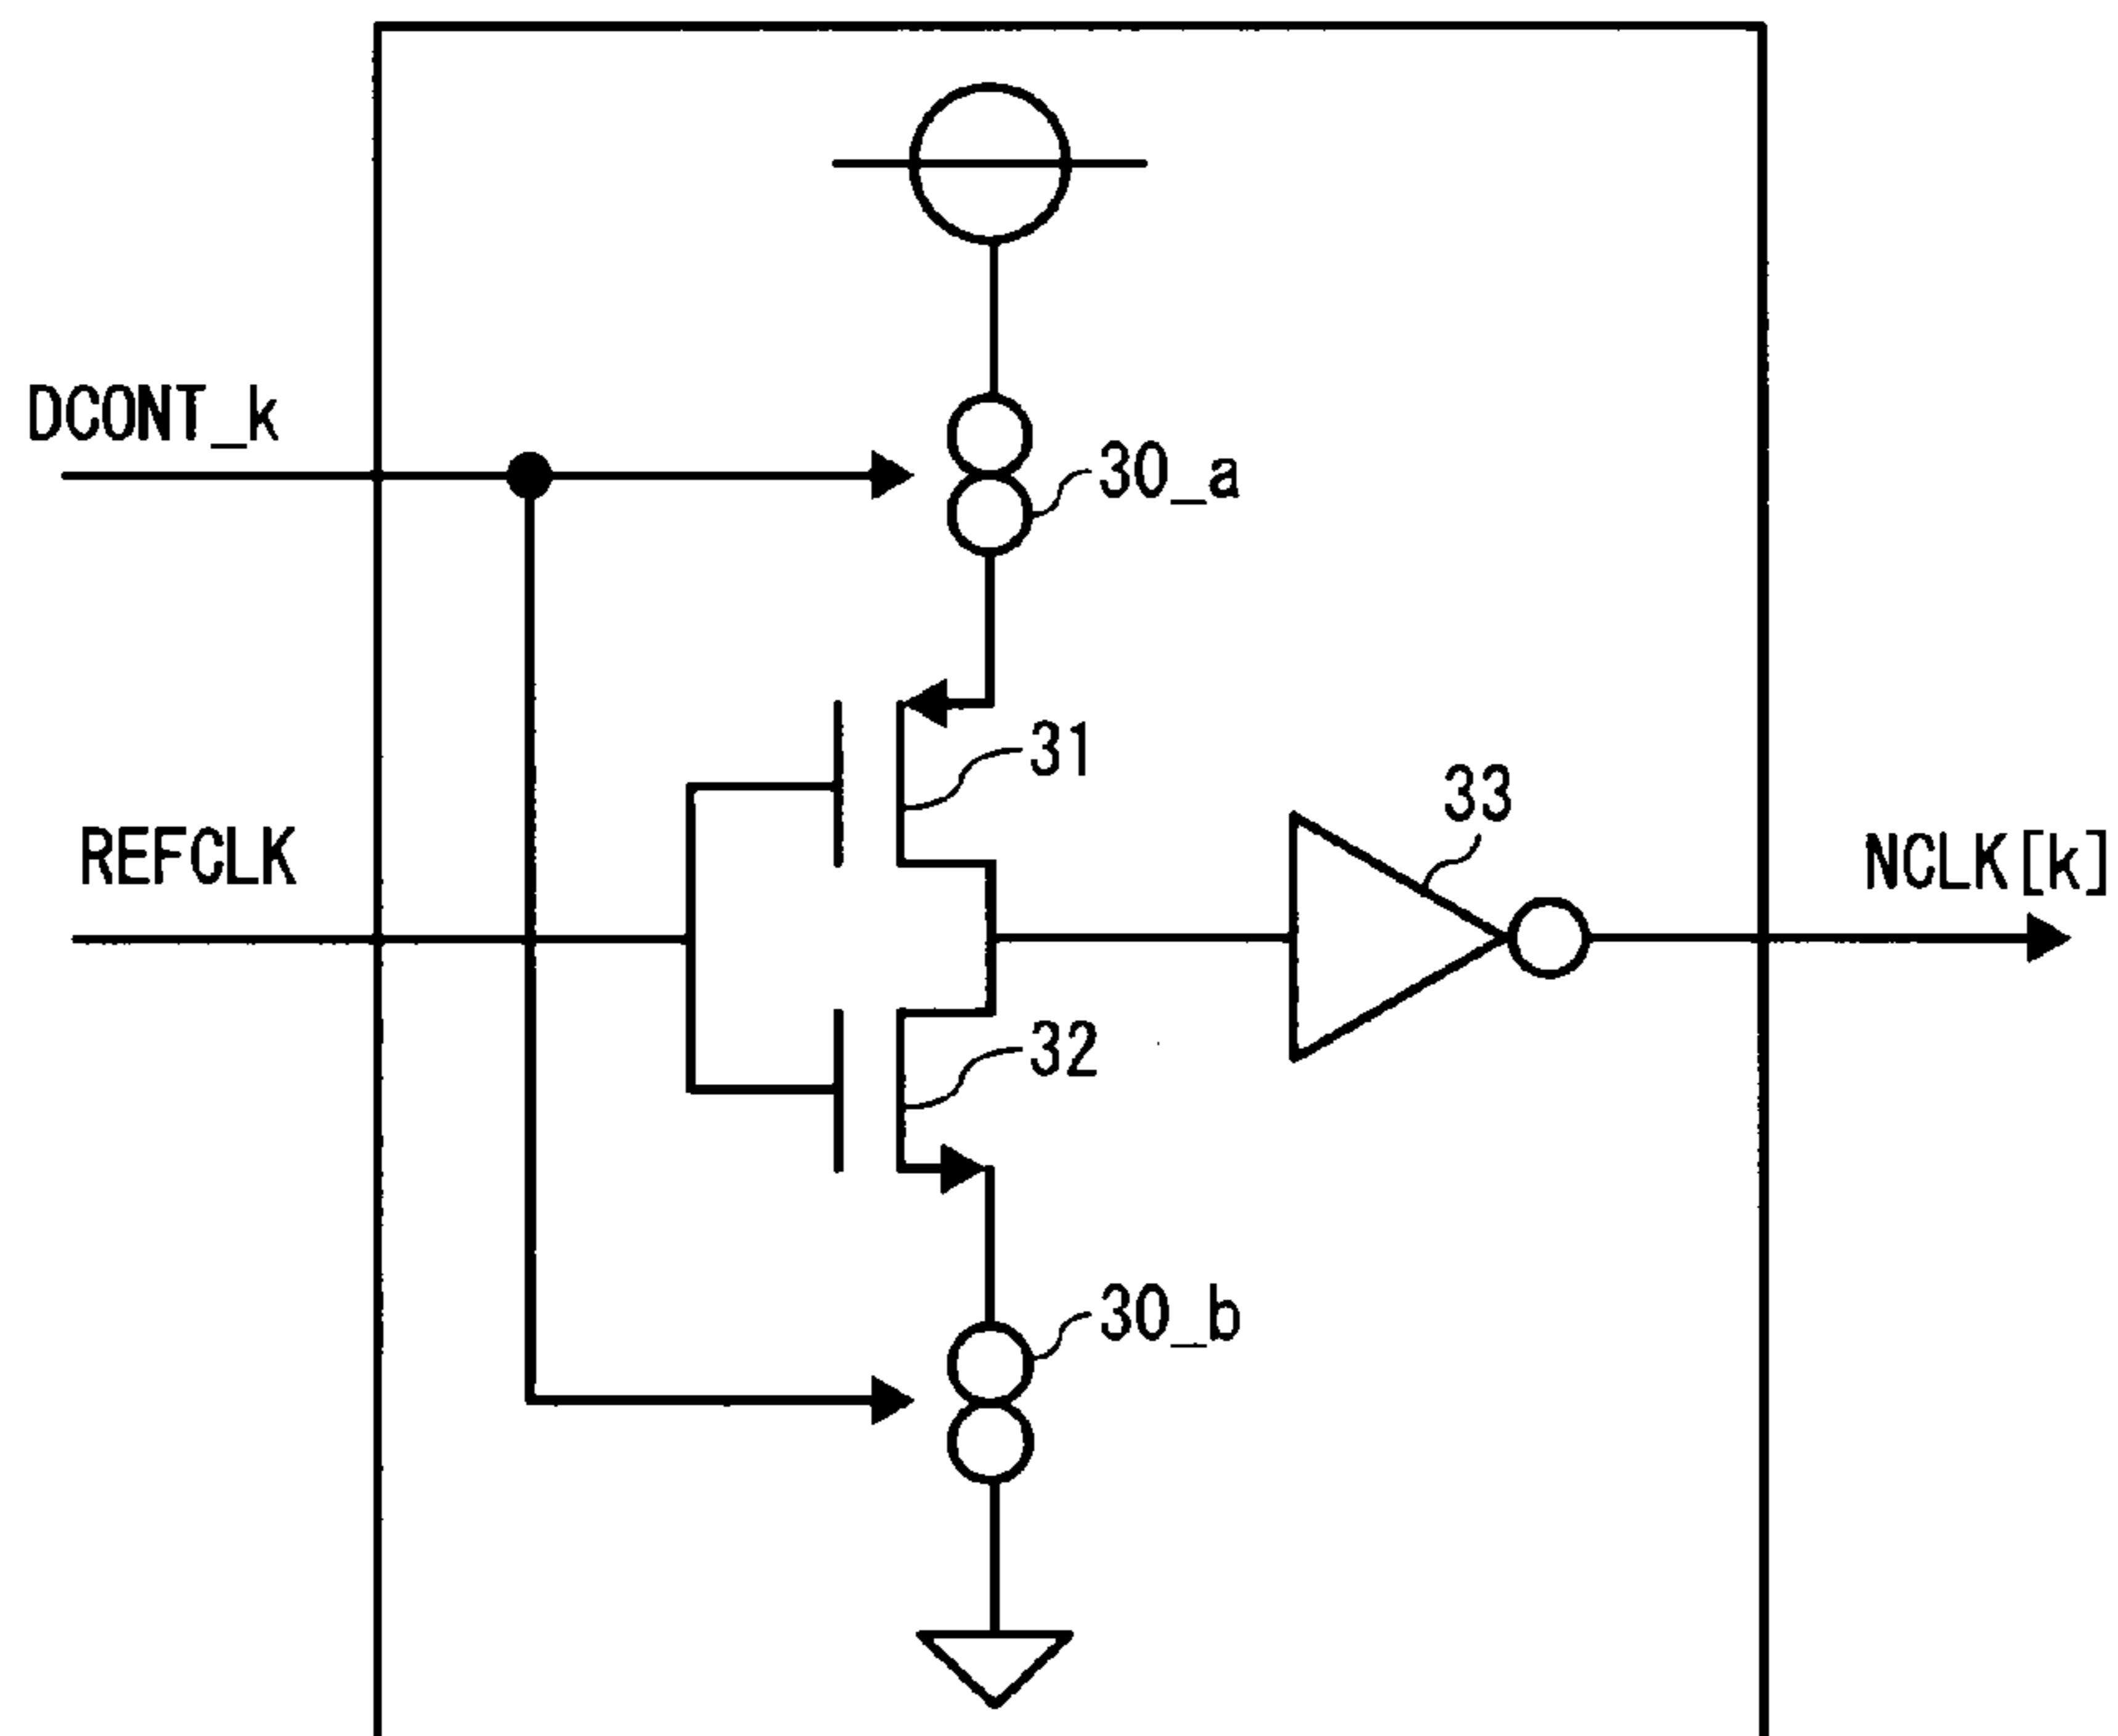 DCONT_k
30_a
31
33
REFCLK
NCLK[k]
32
30_b